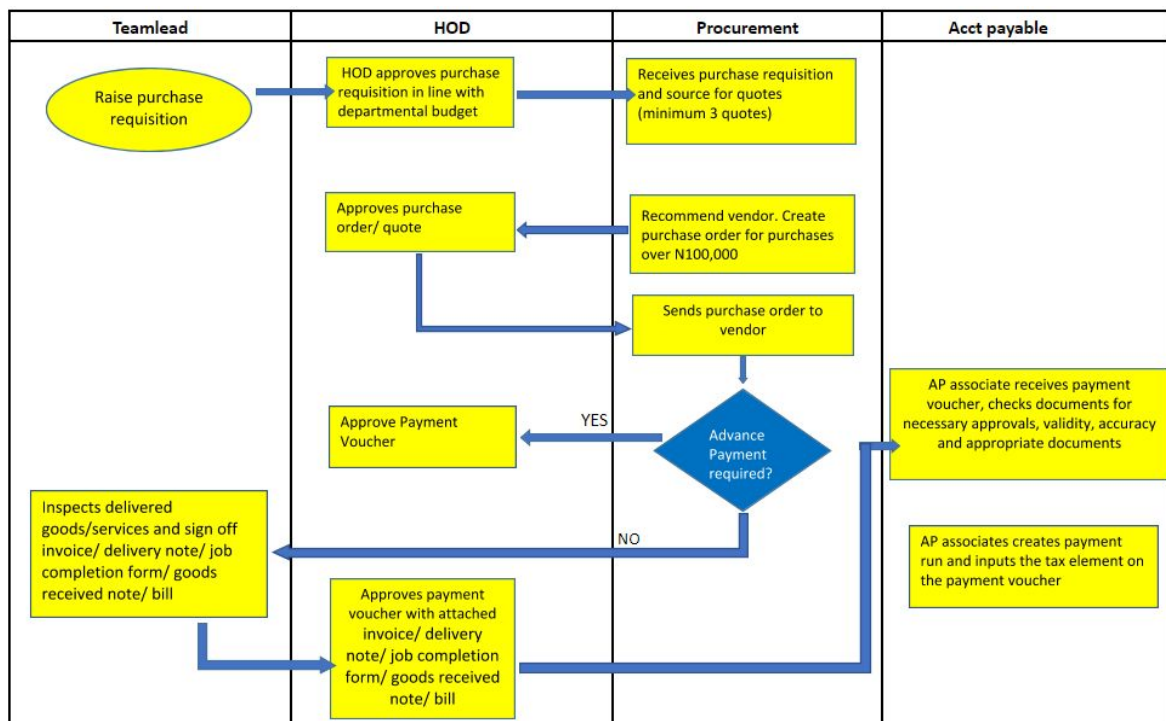 Teamlead
HOD
Procurement
Acct payable
Raise purchase
requisition
HOD approves purchase
requisition in line with
departmental budget
Receives purchase requisition
and source for quotes
(minimum 3 quotes)
Approves purchase
order/ quote
Recommend vendor. Create
purchase order for purchases
over N100,000
Sends purchase order to
vendor
Approve Payment
Voucher
YES
Advance
Payment
required?
AP associate receives payment
voucher, checks documents for
necessary approvals, validity, accuracy
and appropriate documents
Inspects delivered
goods/services and sign off
invoice/ delivery note/ job
completion form/ goods
received note/ bill
NO
AP associates creates payment
run and inputs the tax element on
the payment voucher
Approves payment
voucher with attached
invoice/ delivery
note/ job completion
form/ goods received
note/ bill